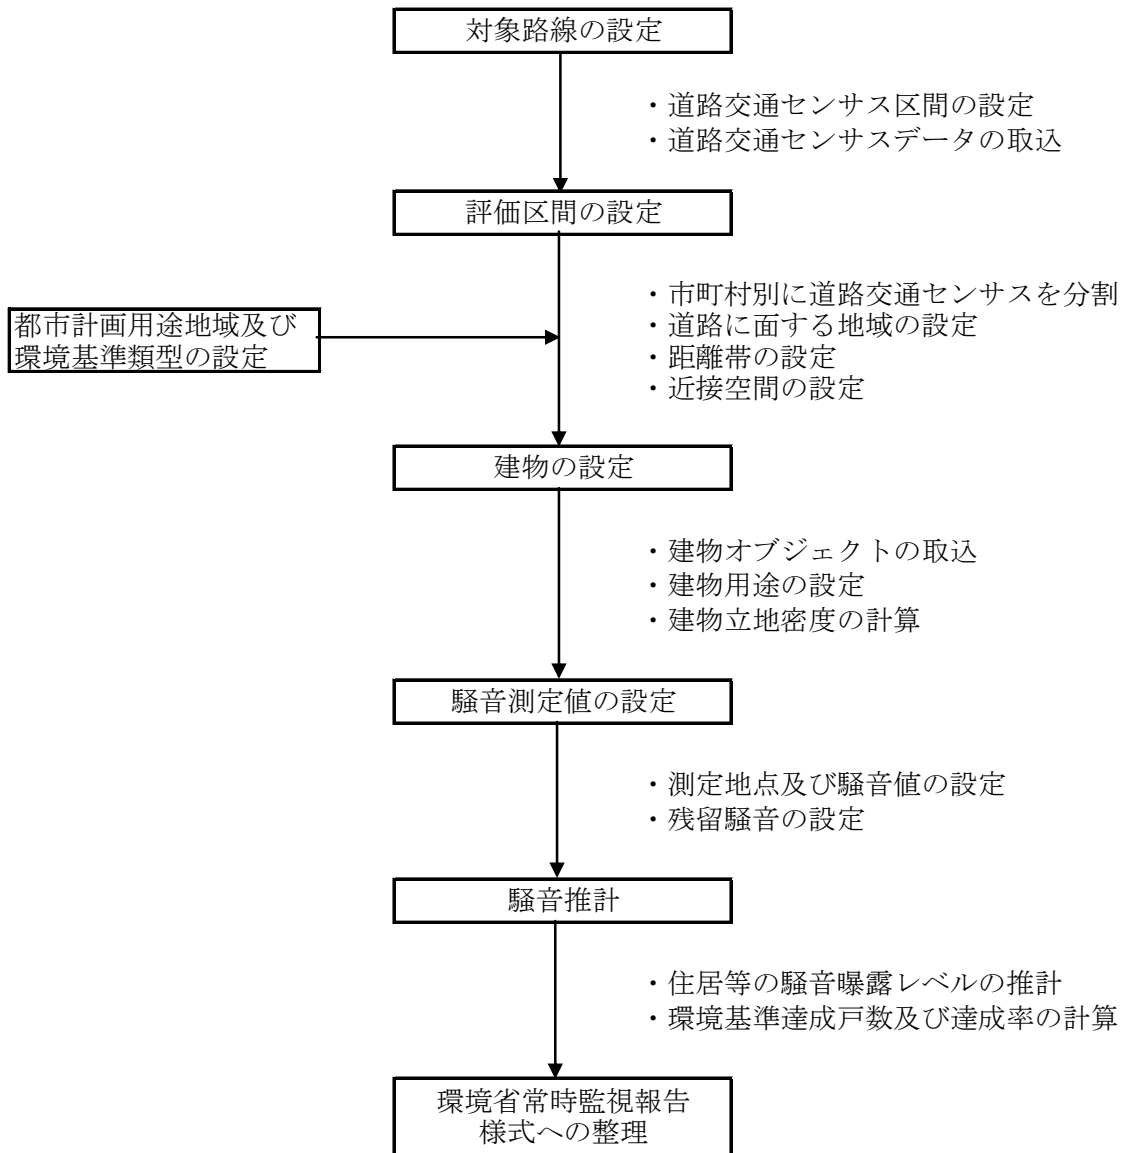 対象路線の設定
・道路交通センサス区間の設定
・道路交通センサスデータの取込
評価区間の設定
・市町村別に道路交通センサスを分割
・道路に面する地域の設定
・距離帯の設定
・近接空間の設定
都市計画用途地域及び
環境基準類型の設定
建物の設定
・建物オブジェクトの取込
・建物用途の設定
・建物立地密度の計算
騒音測定値の設定
・測定地点及び騒音値の設定
・残留騒音の設定
騒音推計
・住居等の騒音曝露レベルの推計
・環境基準達成戸数及び達成率の計算
環境省常時監視報告
様式への整理